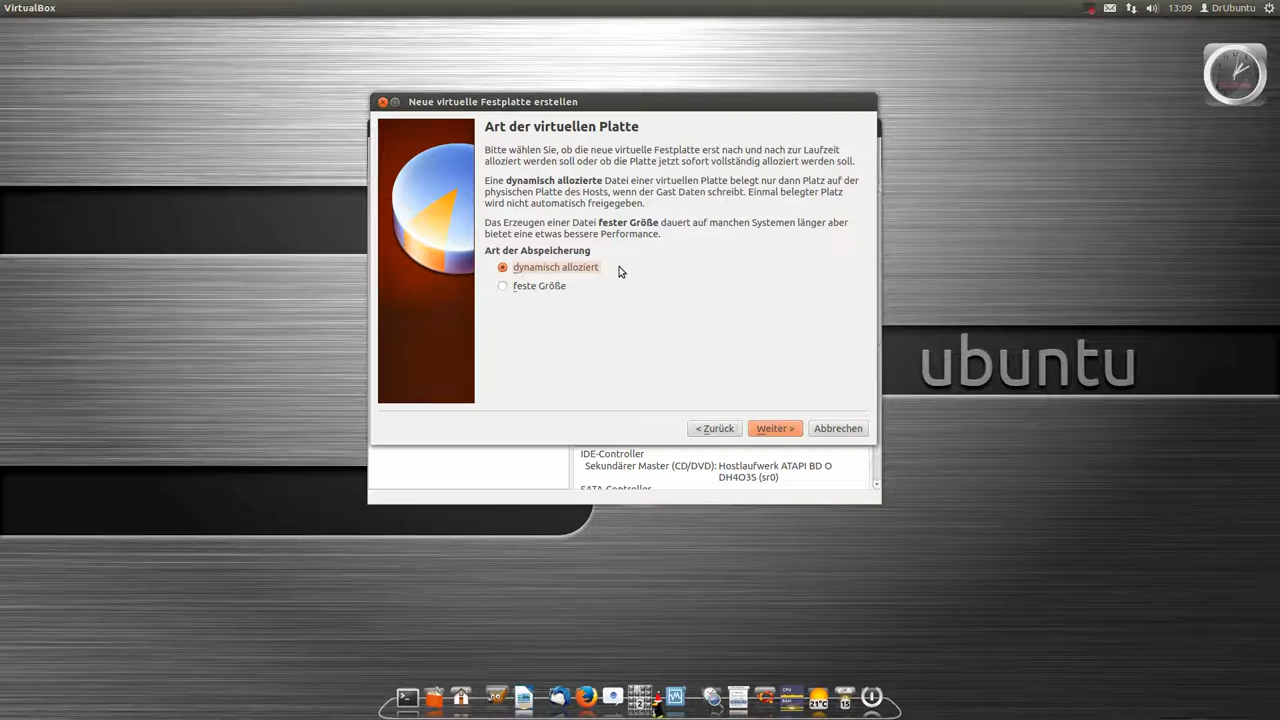 VirtualBox
13:09 DrUbuntu
Neue virtuelle Festplatte erstellen
Art der virtuellen Platte
Bitte wählen Sie, ob die neue virtuelle Festplatte erst nach und nach zur Laufzeit
alloziert werden soll oder ob die Platte jetzt sofort vollständig alloziert werden soll.
Eine dynamisch allozierte Datei einer virtuellen Platte belegt nur dann Platz auf der
physischen Platte des Hosts, wenn der Gast Daten schreibt. Einmal belegter Platz
wird nicht automatisch freigegeben.
Das Erzeugen einer Datei fester Größe dauert auf manchen Systemen länger aber
bietet eine etwas bessere Performance.
Art der Abspeicherung
dynamisch alloziert
feste Größe
< Zurück Weiter > Abbrechen
IDE-Controller
Sekundärer Master (CD/DVD): Hostlaufwerk ATAPI BD O
DH4O3S (sr0)
SATA-Controller
ubuntu
2 CPU 21°C 15